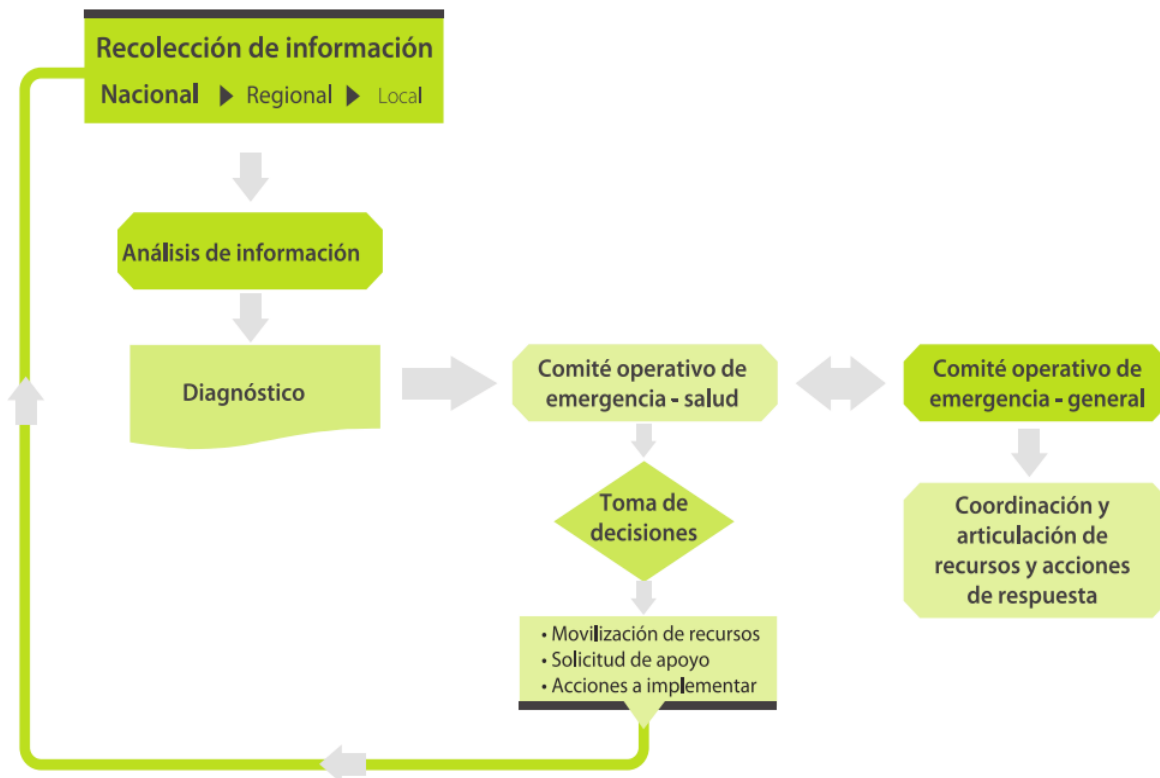 Recolección de información
Nacional ▶ Regional ▶ Local
Análisis de información
Diagnóstico
Comité operativo de
emergencia - salud
Comité operativo de
emergencia - general
Toma de
decisiones
Coordinación y
articulación de
recursos y acciones
de respuesta
• Movilización de recursos
• Solicitud de apoyo
• Acciones a implementar